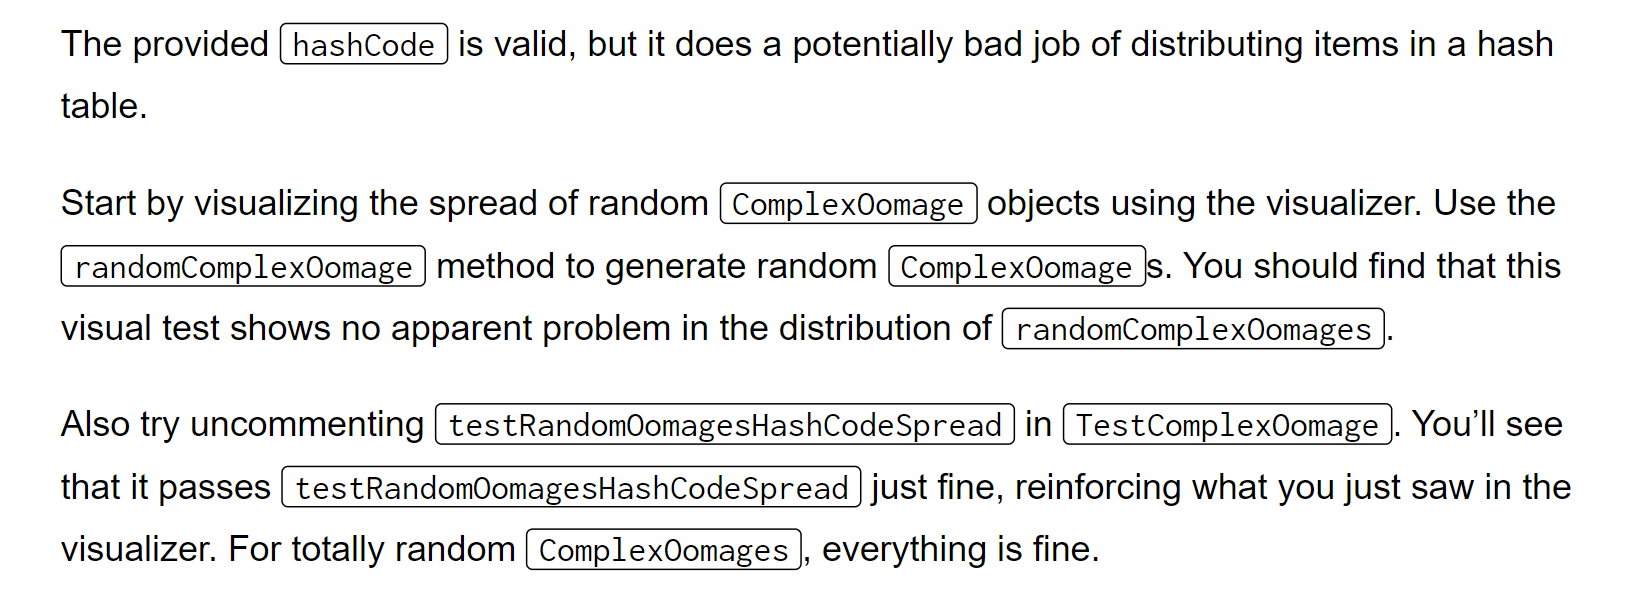 The provided hashCode is valid, but it does a potentially bad job of distributing items in a hash
table.
Start by visualizing the spread of random ComplexOomage objects using the visualizer. Use the
randomComplexOomage method to generate random ComplexOomage s. You should find that this
visual test shows no apparent problem in the distribution of randomComplexOomages.
Also try uncommenting testRandomOomagesHashCodeSpread in TestComplexOomage. You’ll see
that it passes testRandomOomagesHashCodeSpread just fine, reinforcing what you just saw in the
visualizer. For totally random ComplexOomages, everything is fine.